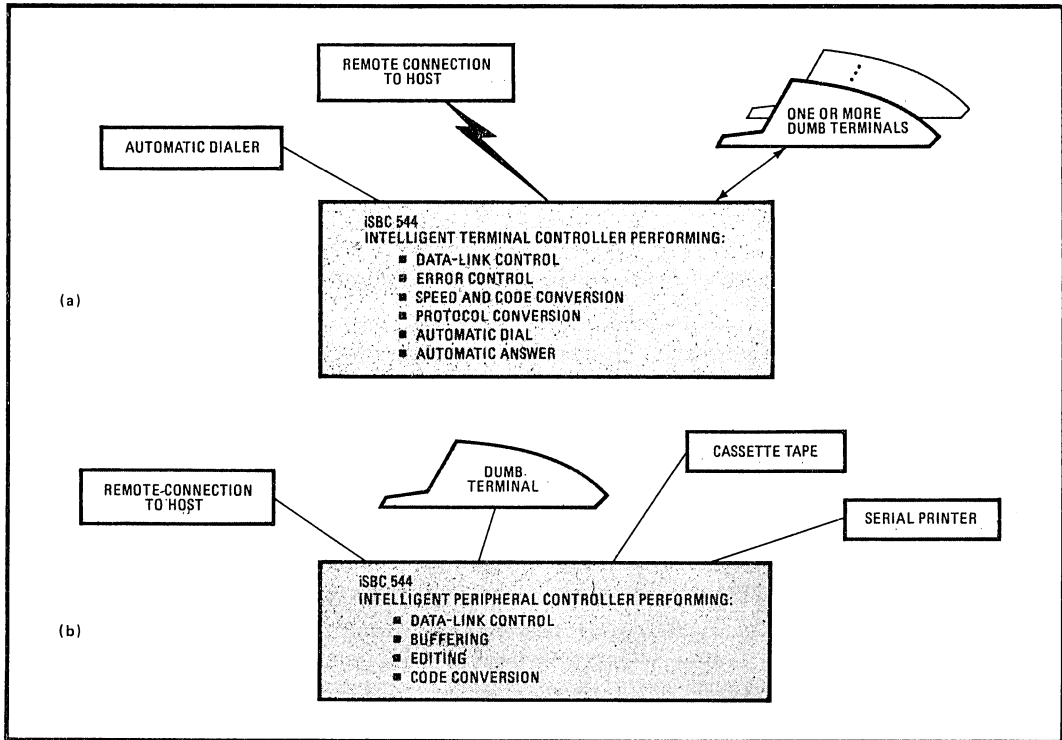 REMOTE CONNECTION
TO HOST
AUTOMATIC DIALER
ONE OR MORE
DUMB TERMINALS
(a)
iSBC 544
INTELLIGENT TERMINAL CONTROLLER PERFORMING:
■ DATA-LINK CONTROL
■ ERROR CONTROL
■ SPEED AND CODE CONVERSION
■ PROTOCOL CONVERSION
■ AUTOMATIC DIAL
■ AUTOMATIC ANSWER
REMOTE-CONNECTION
TO HOST
DUMB
TERMINAL
CASSETTE TAPE
SERIAL PRINTER
(b)
iSBC 544
INTELLIGENT PERIPHERAL CONTROLLER PERFORMING:
■ DATA-LINK CONTROL
■ BUFFERING
■ EDITING
■ CODE CONVERSION